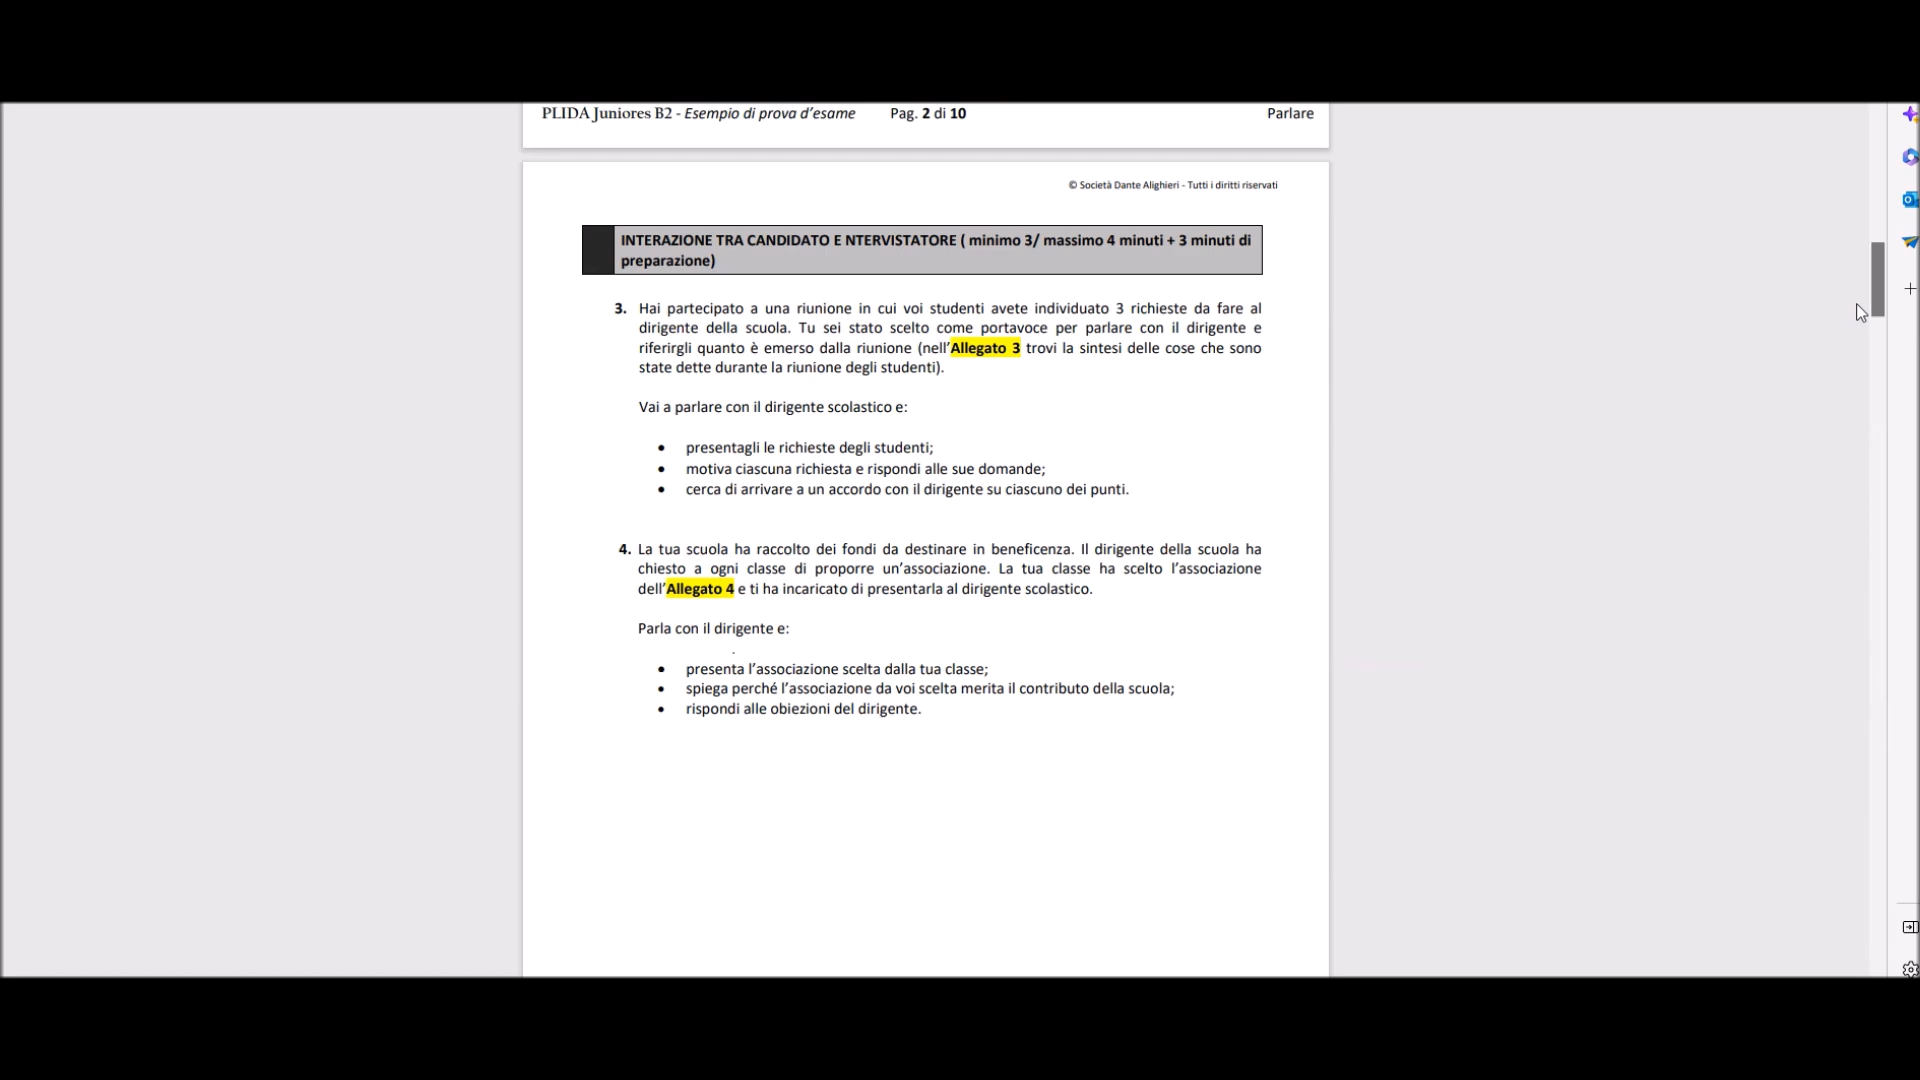 PLIDA Juniores B2 - Esempio di prova d'esame Pag. 2 di 10 Parlare
© Società Dante Alighieri - Tutti i diritti riservati
INTERAZIONE TRA CANDIDATO E NTERVISTATORE ( minimo 3/ massimo 4 minuti + 3 minuti di
preparazione)
3. Hai partecipato a una riunione in cui voi studenti avete individuato 3 richieste da fare al
dirigente della scuola. Tu sei stato scelto come portavoce per parlare con il dirigente e
riferirgli quanto è emerso dalla riunione (nell'Allegato 3 trovi la sintesi delle cose che sono
state dette durante la riunione degli studenti).
Vai a parlare con il dirigente scolastico e:
• presentagli le richieste degli studenti;
• motiva ciascuna richiesta e rispondi alle sue domande;
• cerca di arrivare a un accordo con il dirigente su ciascuno dei punti.
4. La tua scuola ha raccolto dei fondi da destinare in beneficenza. Il dirigente della scuola ha
chiesto a ogni classe di proporre un'associazione. La tua classe ha scelto l'associazione
dell'Allegato 4 e ti ha incaricato di presentarla al dirigente scolastico.
Parla con il dirigente e:
.
• presenta l'associazione scelta dalla tua classe;
• spiega perché l'associazione da voi scelta merita il contributo della scuola;
• rispondi alle obiezioni del dirigente.